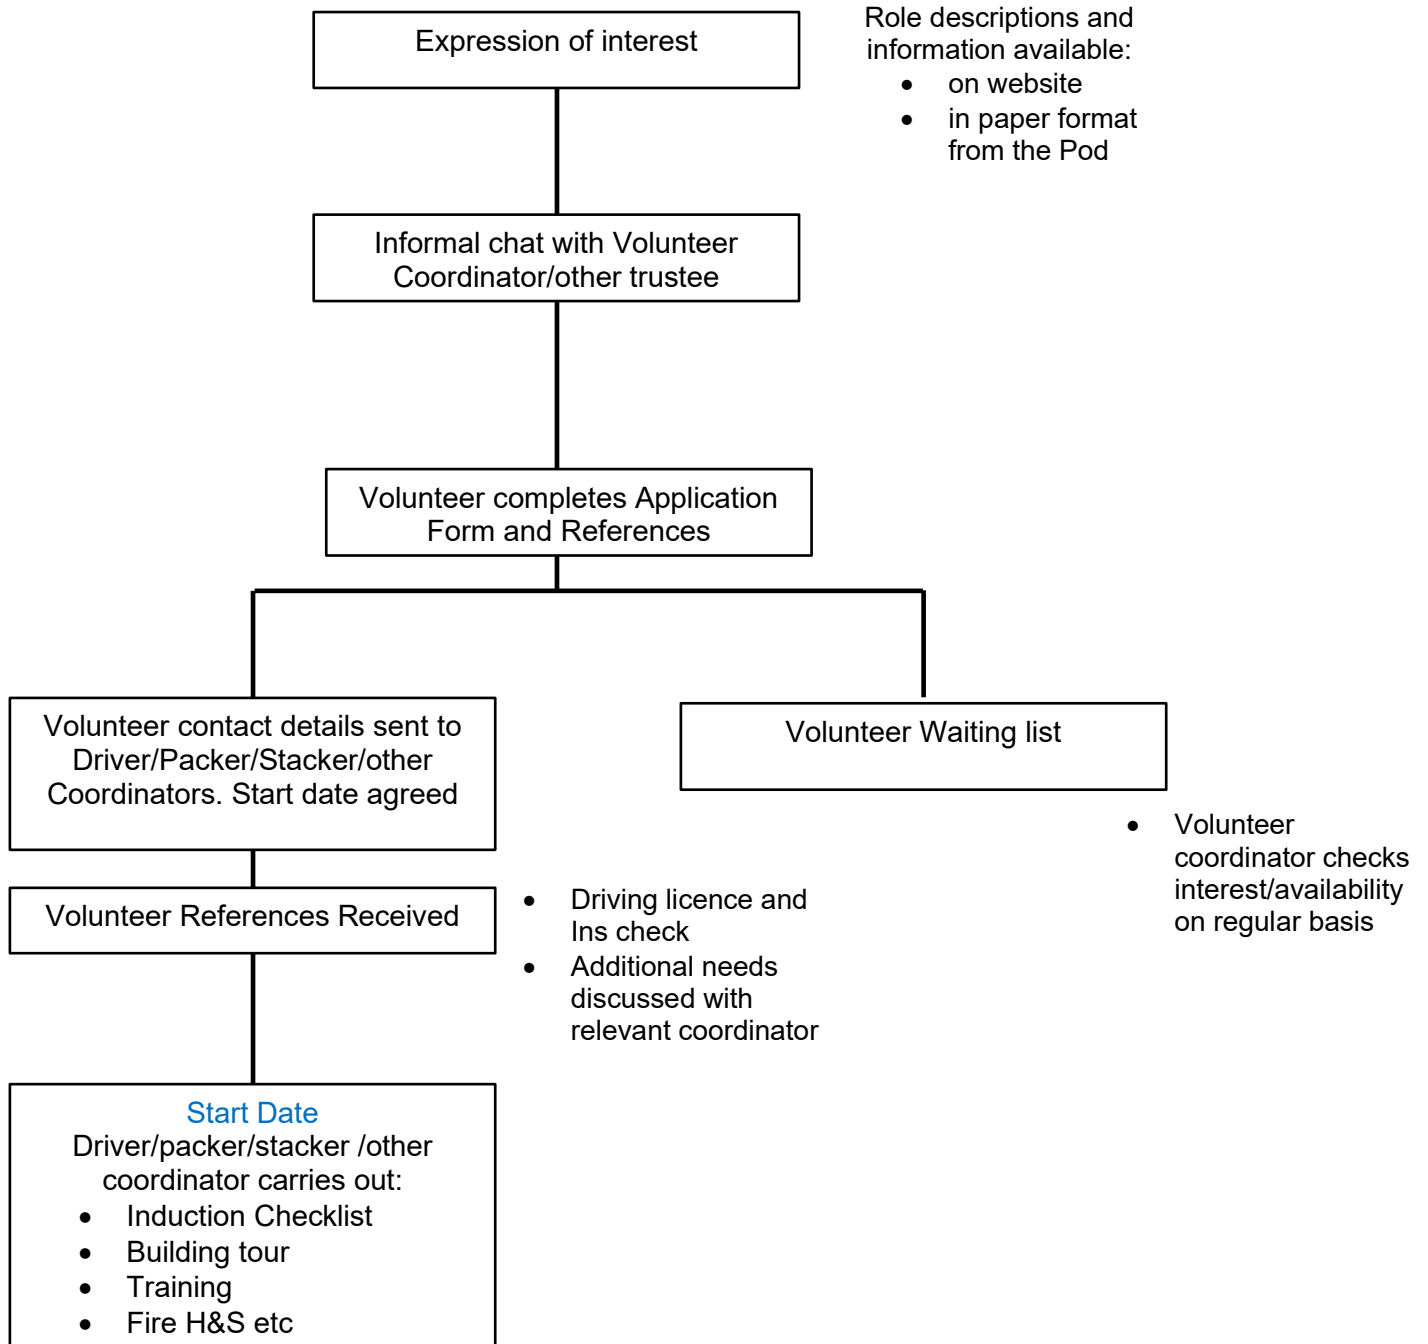 Expression of interest
Role descriptions and
information available:
• on website
• in paper format
from the Pod
Informal chat with Volunteer
Coordinator/other trustee
Volunteer completes Application
Form and References
Volunteer contact details sent to
Driver/Packer/Stacker/other
Coordinators. Start date agreed
Volunteer Waiting list
• Volunteer
coordinator checks
interest/availability
on regular basis
Volunteer References Received
• Driving licence and
Ins check
• Additional needs
discussed with
relevant coordinator
Start Date
Driver/packer/stacker /other
coordinator carries out:
• Induction Checklist
• Building tour
• Training
• Fire H&S etc